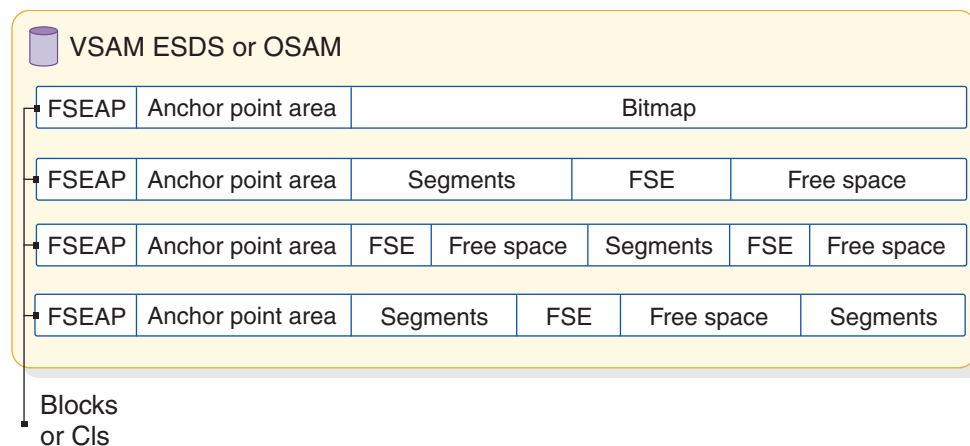 VSAM ESDS or OSAM
FSEAP Anchor point area Bitmap
FSEAP Anchor point area Segments FSE Free space
FSEAP Anchor point area FSE Free space Segments FSE Free space
FSEAP Anchor point area Segments FSE Free space Segments
Blocks
or CIs